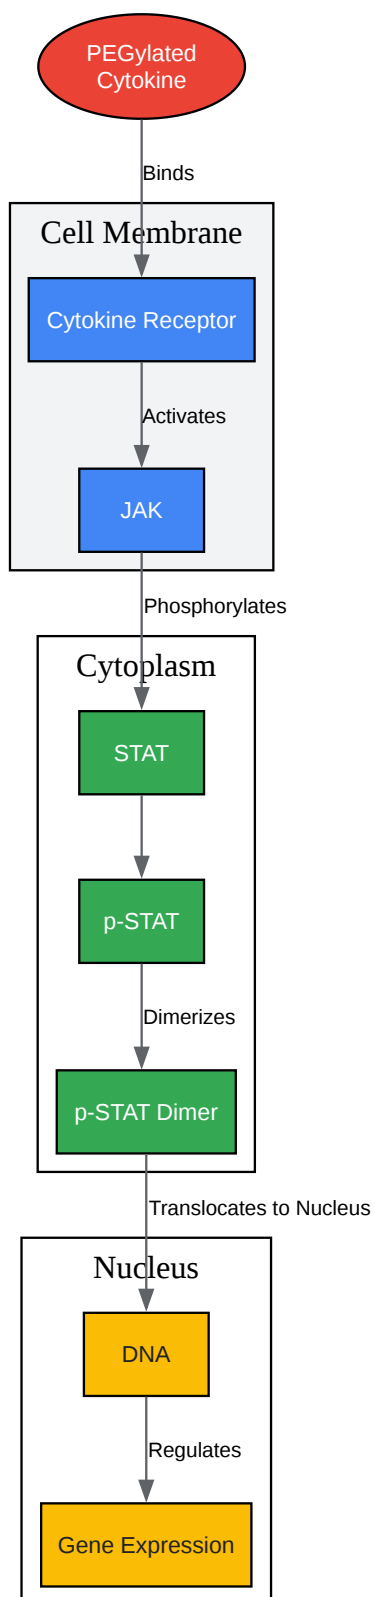 PEGylated
Cytokine
Binds
Cell Membrane
Cytokine Receptor
Activates
JAK
Phosphorylates
Cytoplasm
STAT
p-STAT
Dimerizes
p-STAT Dimer
Translocates to Nucleus
Nucleus
DNA
Regulates
Gene Expression